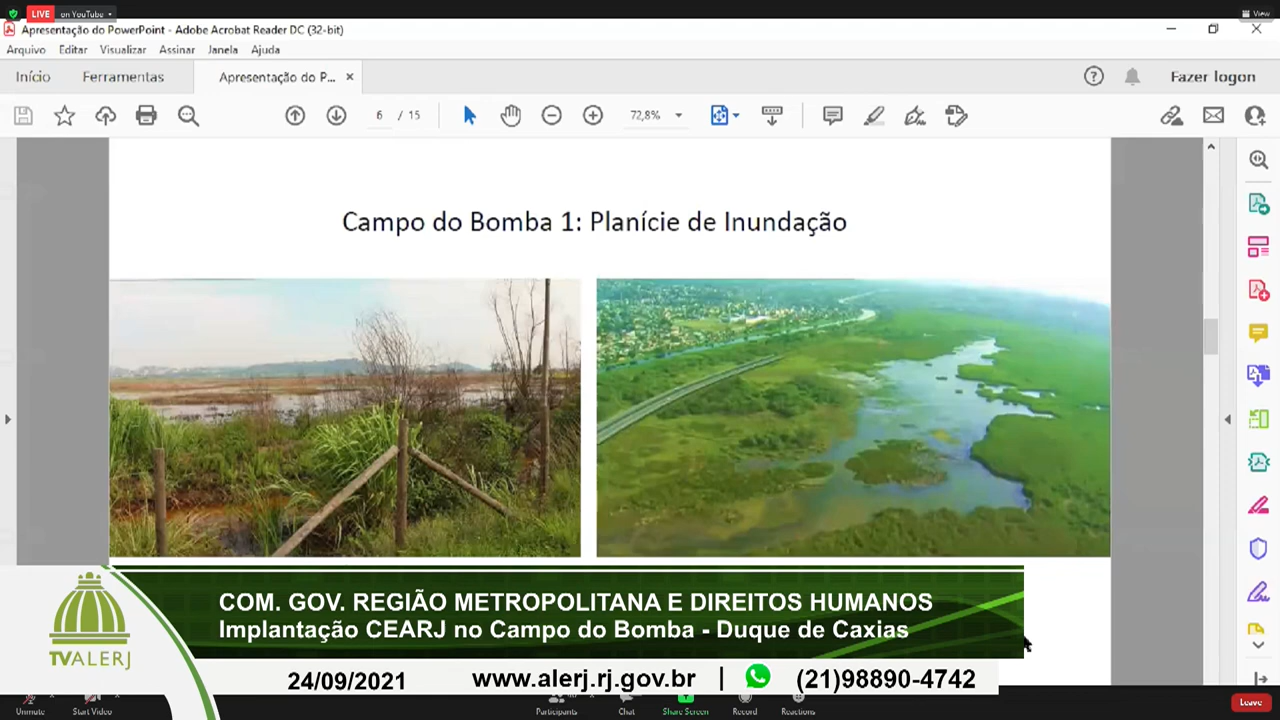 LIVE on YouTube
View
Apresentação do PowerPoint - Adobe Acrobat Reader DC (32-bit)
Arquivo Editar Visualizar Assinar Janela Ajuda
Início Ferramentas Apresentação do P... × Fazer logon
6 / 15 72,8%
Campo do Bomba 1: Planície de Inundação
COM. GOV. REGIÃO METROPOLITANA E DIREITOS HUMANOS
Implantação CEARJ no Campo do Bomba - Duque de Caxias
TVALERJ
24/09/2021 www.alerj.rj.gov.br | (21)98890-4742
Unmute Start Video Participants Chat Share Screen Record Reactions Leave